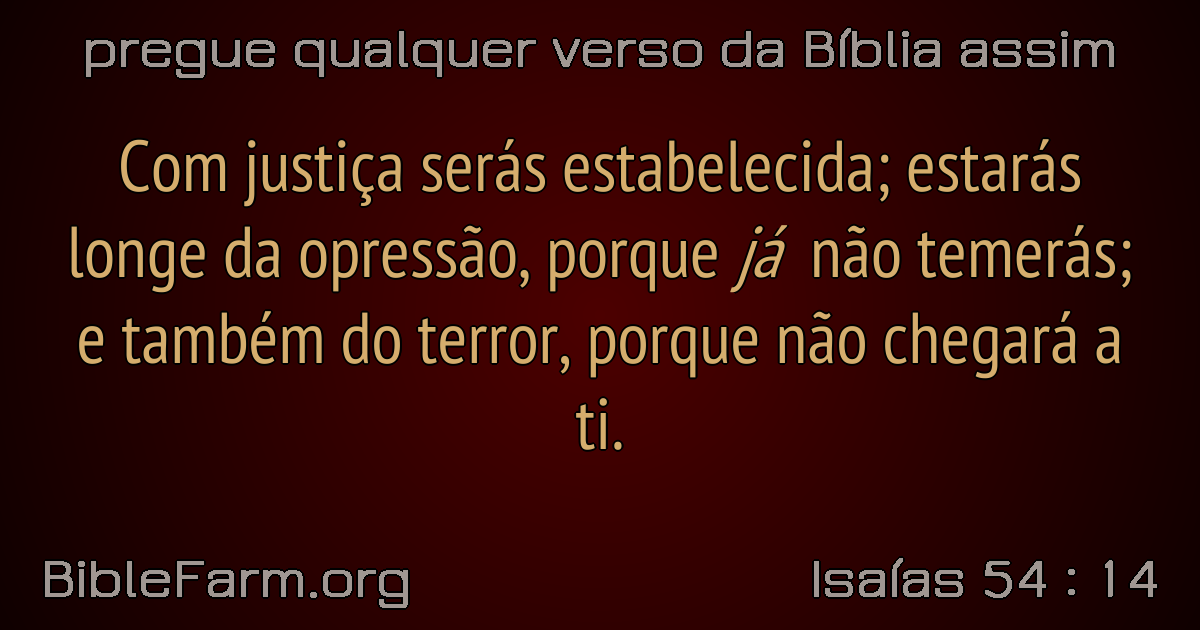 pregue qualquer verso da Bíblia assim
Com justiça serás estabelecida; estarás
longe da opressão, porque já não temerás;
e também do terror, porque não chegará a
ti.
BibleFarm.org
Isaías 54 : 14